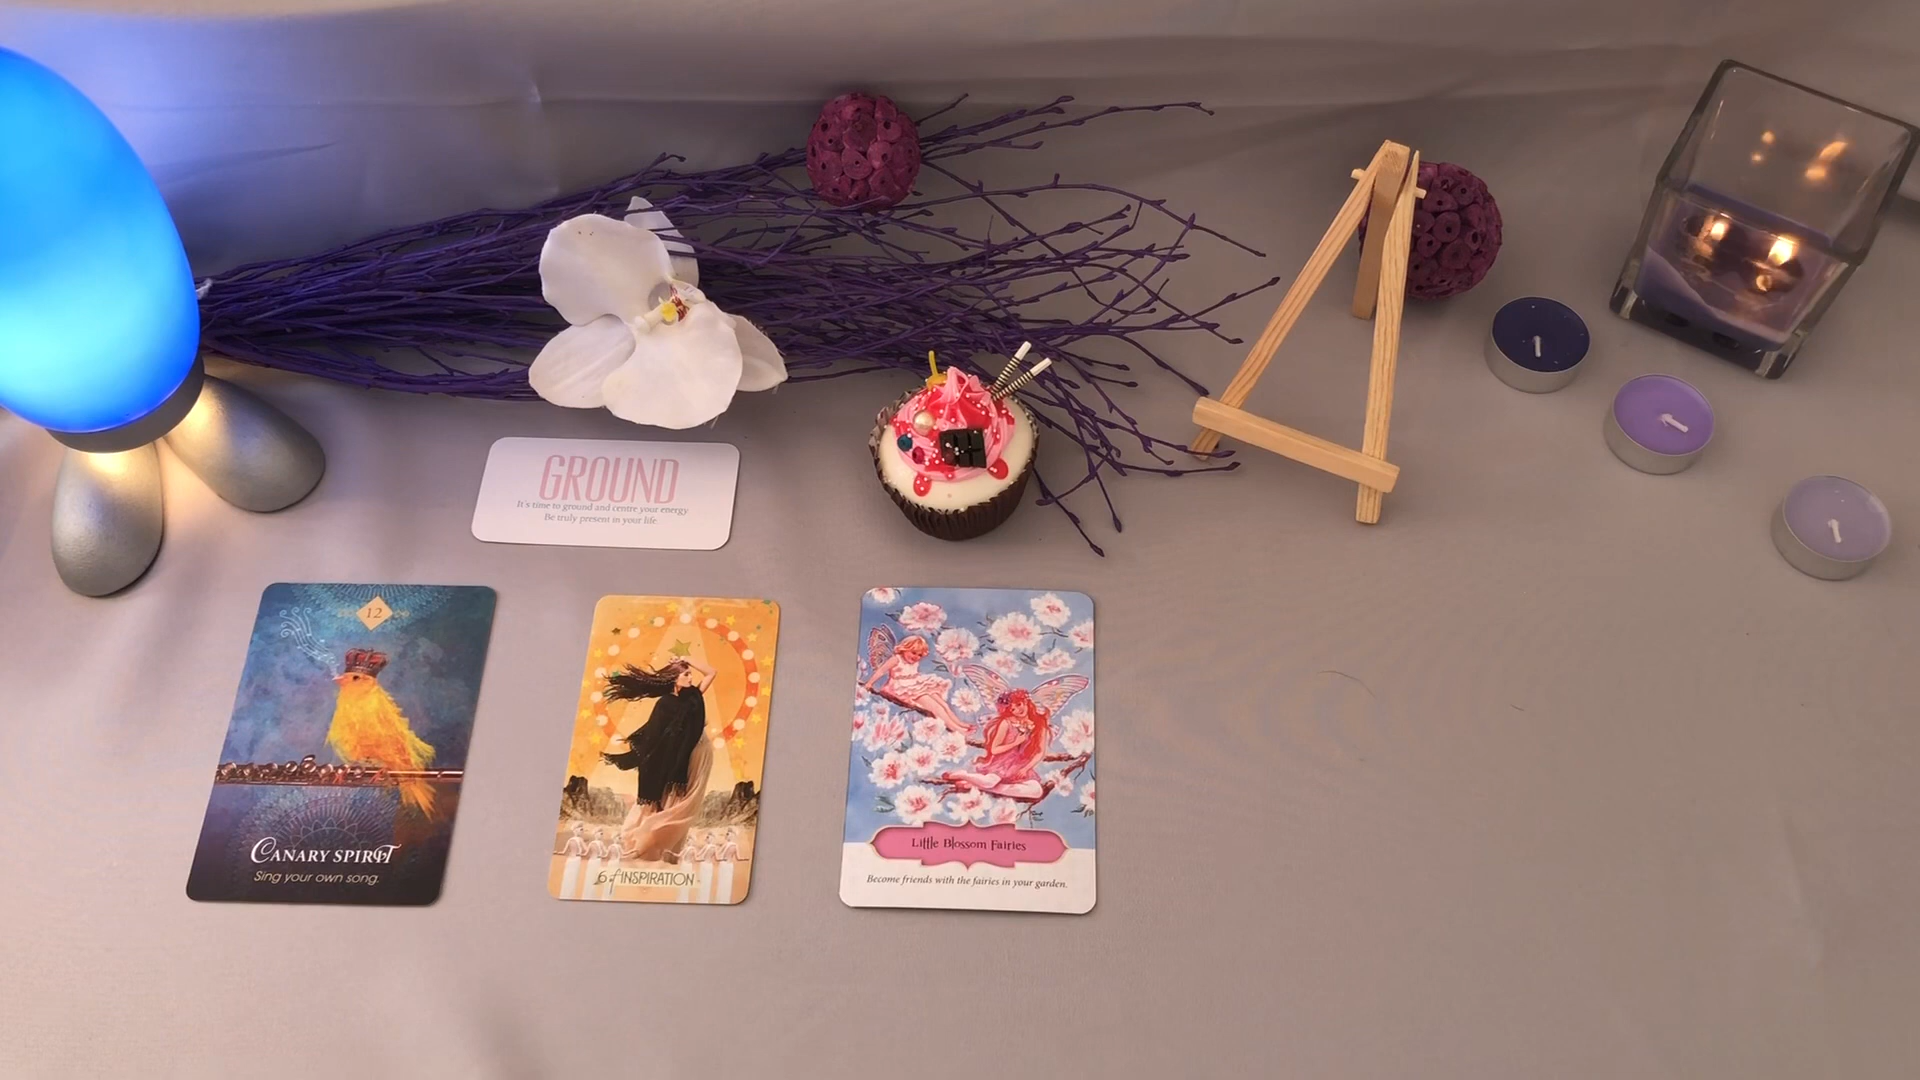 GROUND
It's time to ground and centre your energy.
Be truly present in your life.
12
CANARY SPIRIT
Sing your own song.
6 of INSPIRATION
Little Blossom Fairies
Become friends with the fairies in your garden.